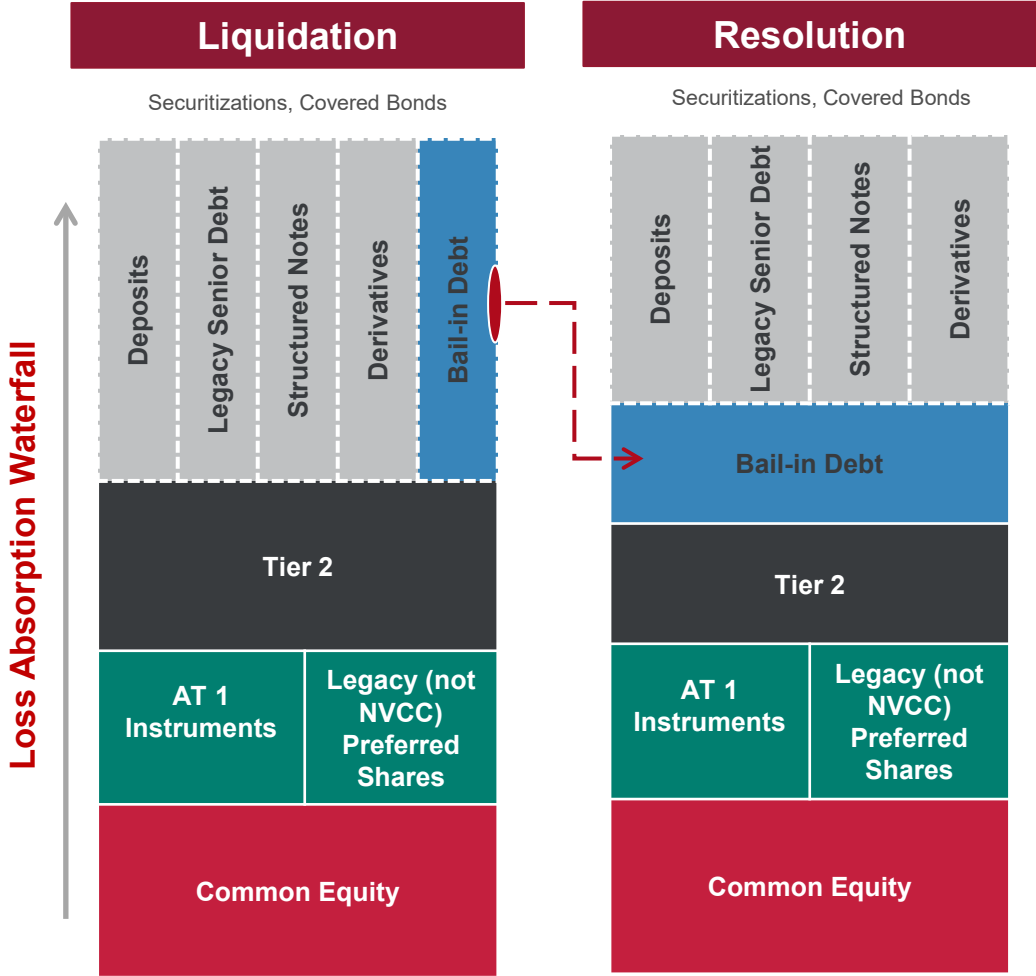 Liquidation
Securitizations, Covered Bonds
Deposits
Legacy Senior Debt
Structured Notes
Derivatives
Bail-in Debt
Tier 2
AT 1
Instruments
Legacy (not
NVCC)
Preferred
Shares
Common Equity
Loss Absorption Waterfall
Resolution
Securitizations, Covered Bonds
Deposits
Legacy Senior Debt
Structured Notes
Derivatives
Bail-in Debt
Tier 2
AT 1
Instruments
Legacy (not
NVCC)
Preferred
Shares
Common Equity